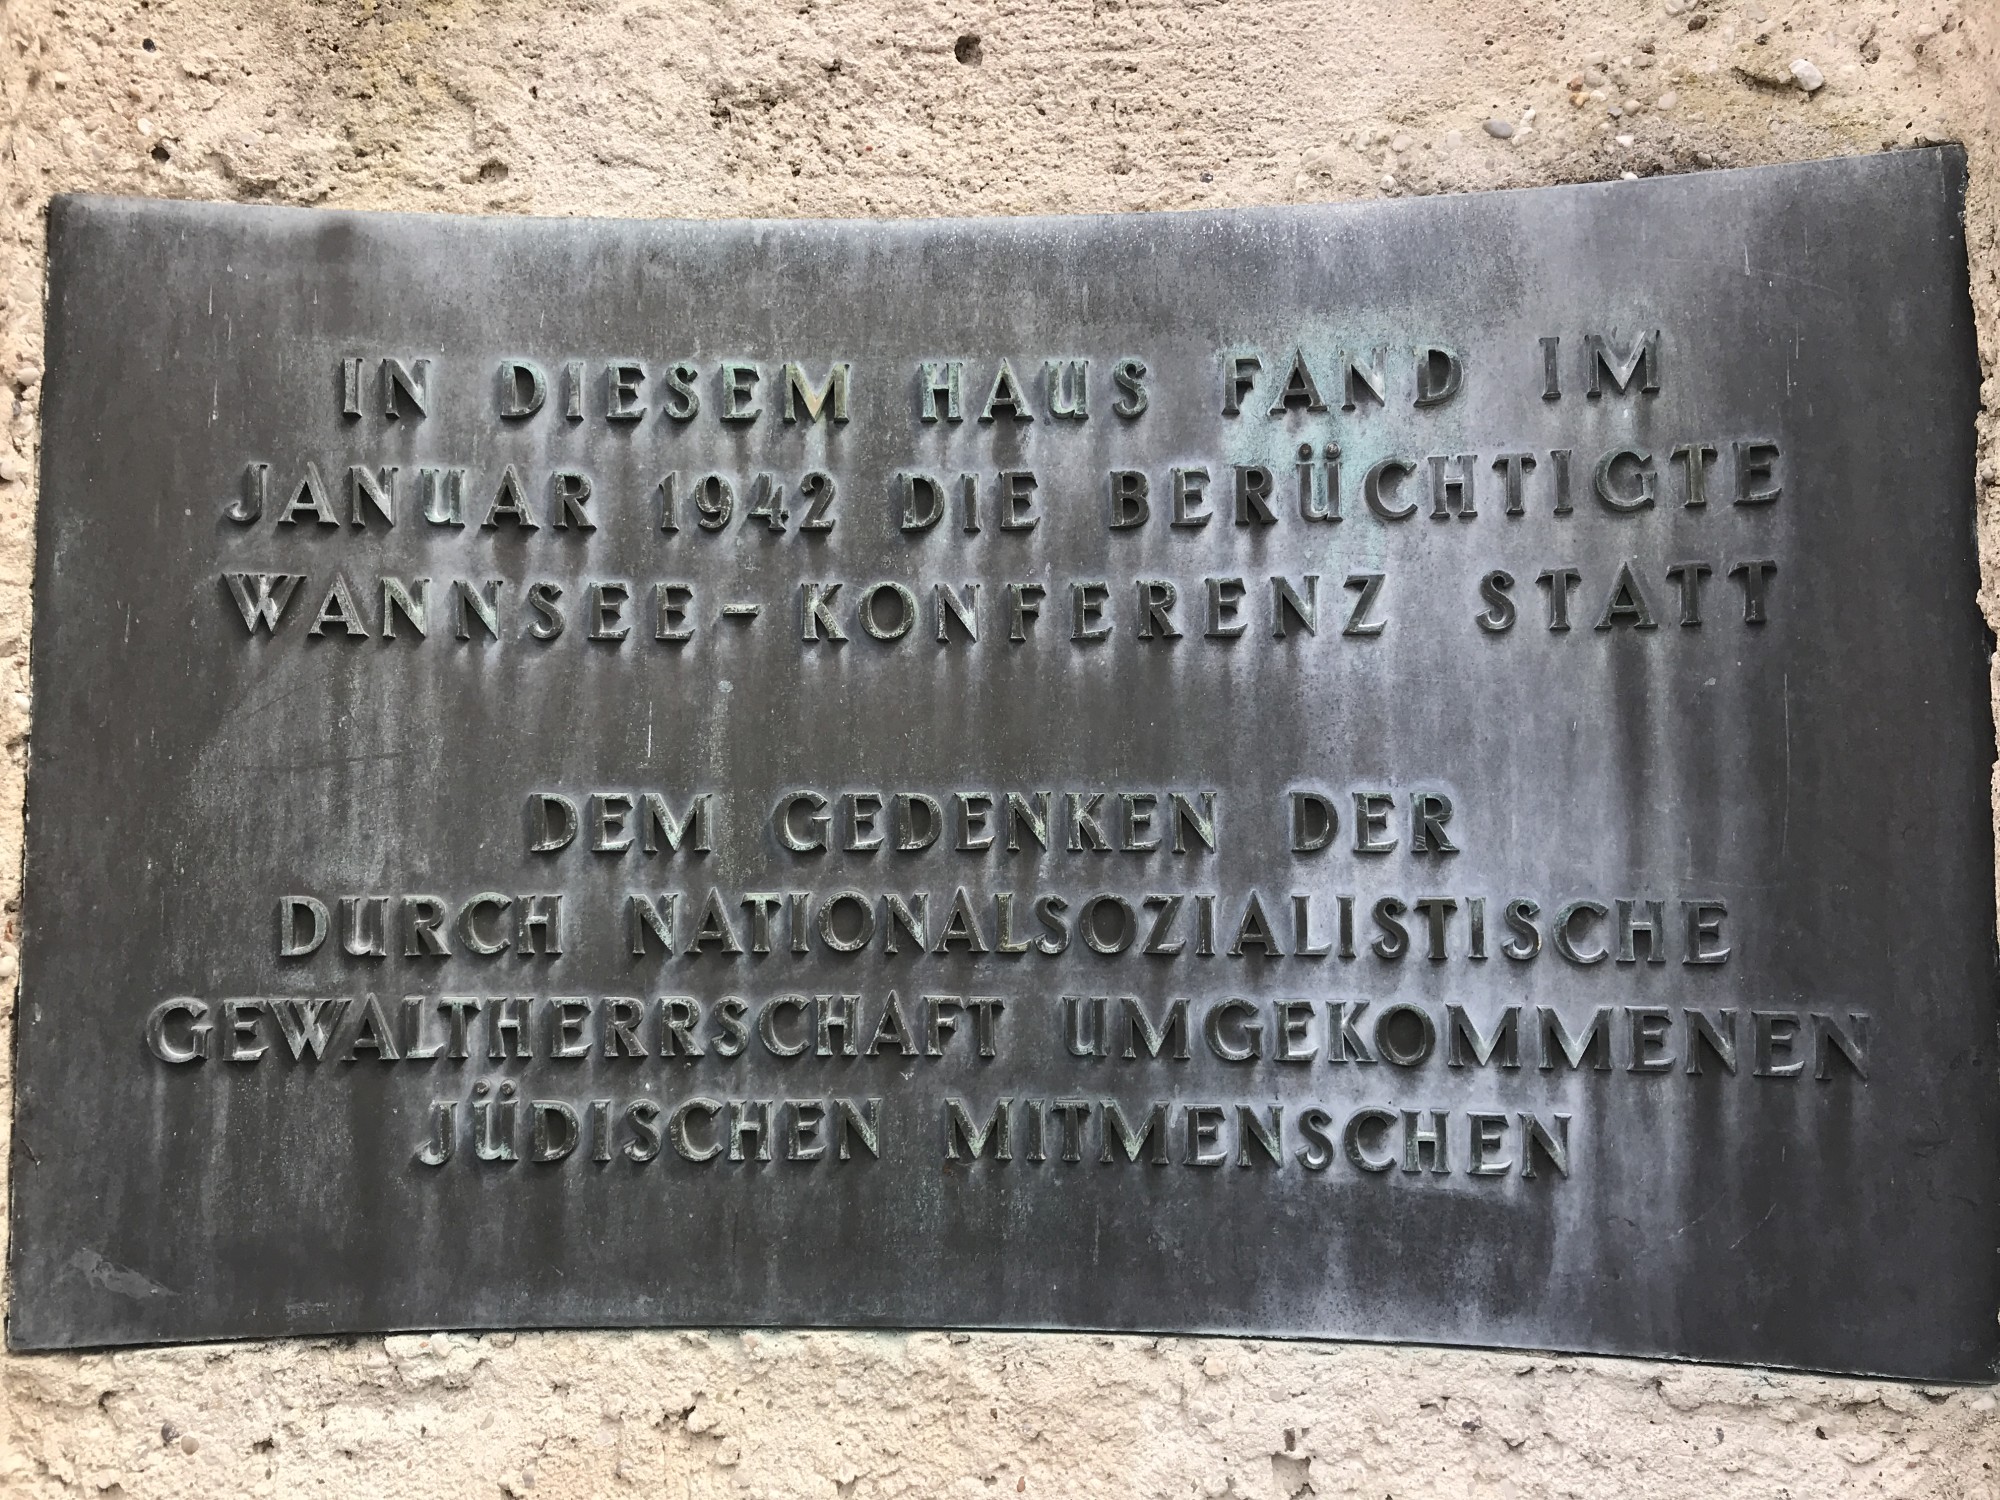 IN DIESEM HAUS FAND IM
JANUAR 1942 DIE BERÜCHTIGTE
WANNSEE-KONFERENZ STATT
DEM GEDENKEN DER
DURCH NATIONALSOZIALISTISCHE
GEWALTHERRSCHAFT UMGEKOMMENEN
JÜDISCHEN MITMENSCHEN